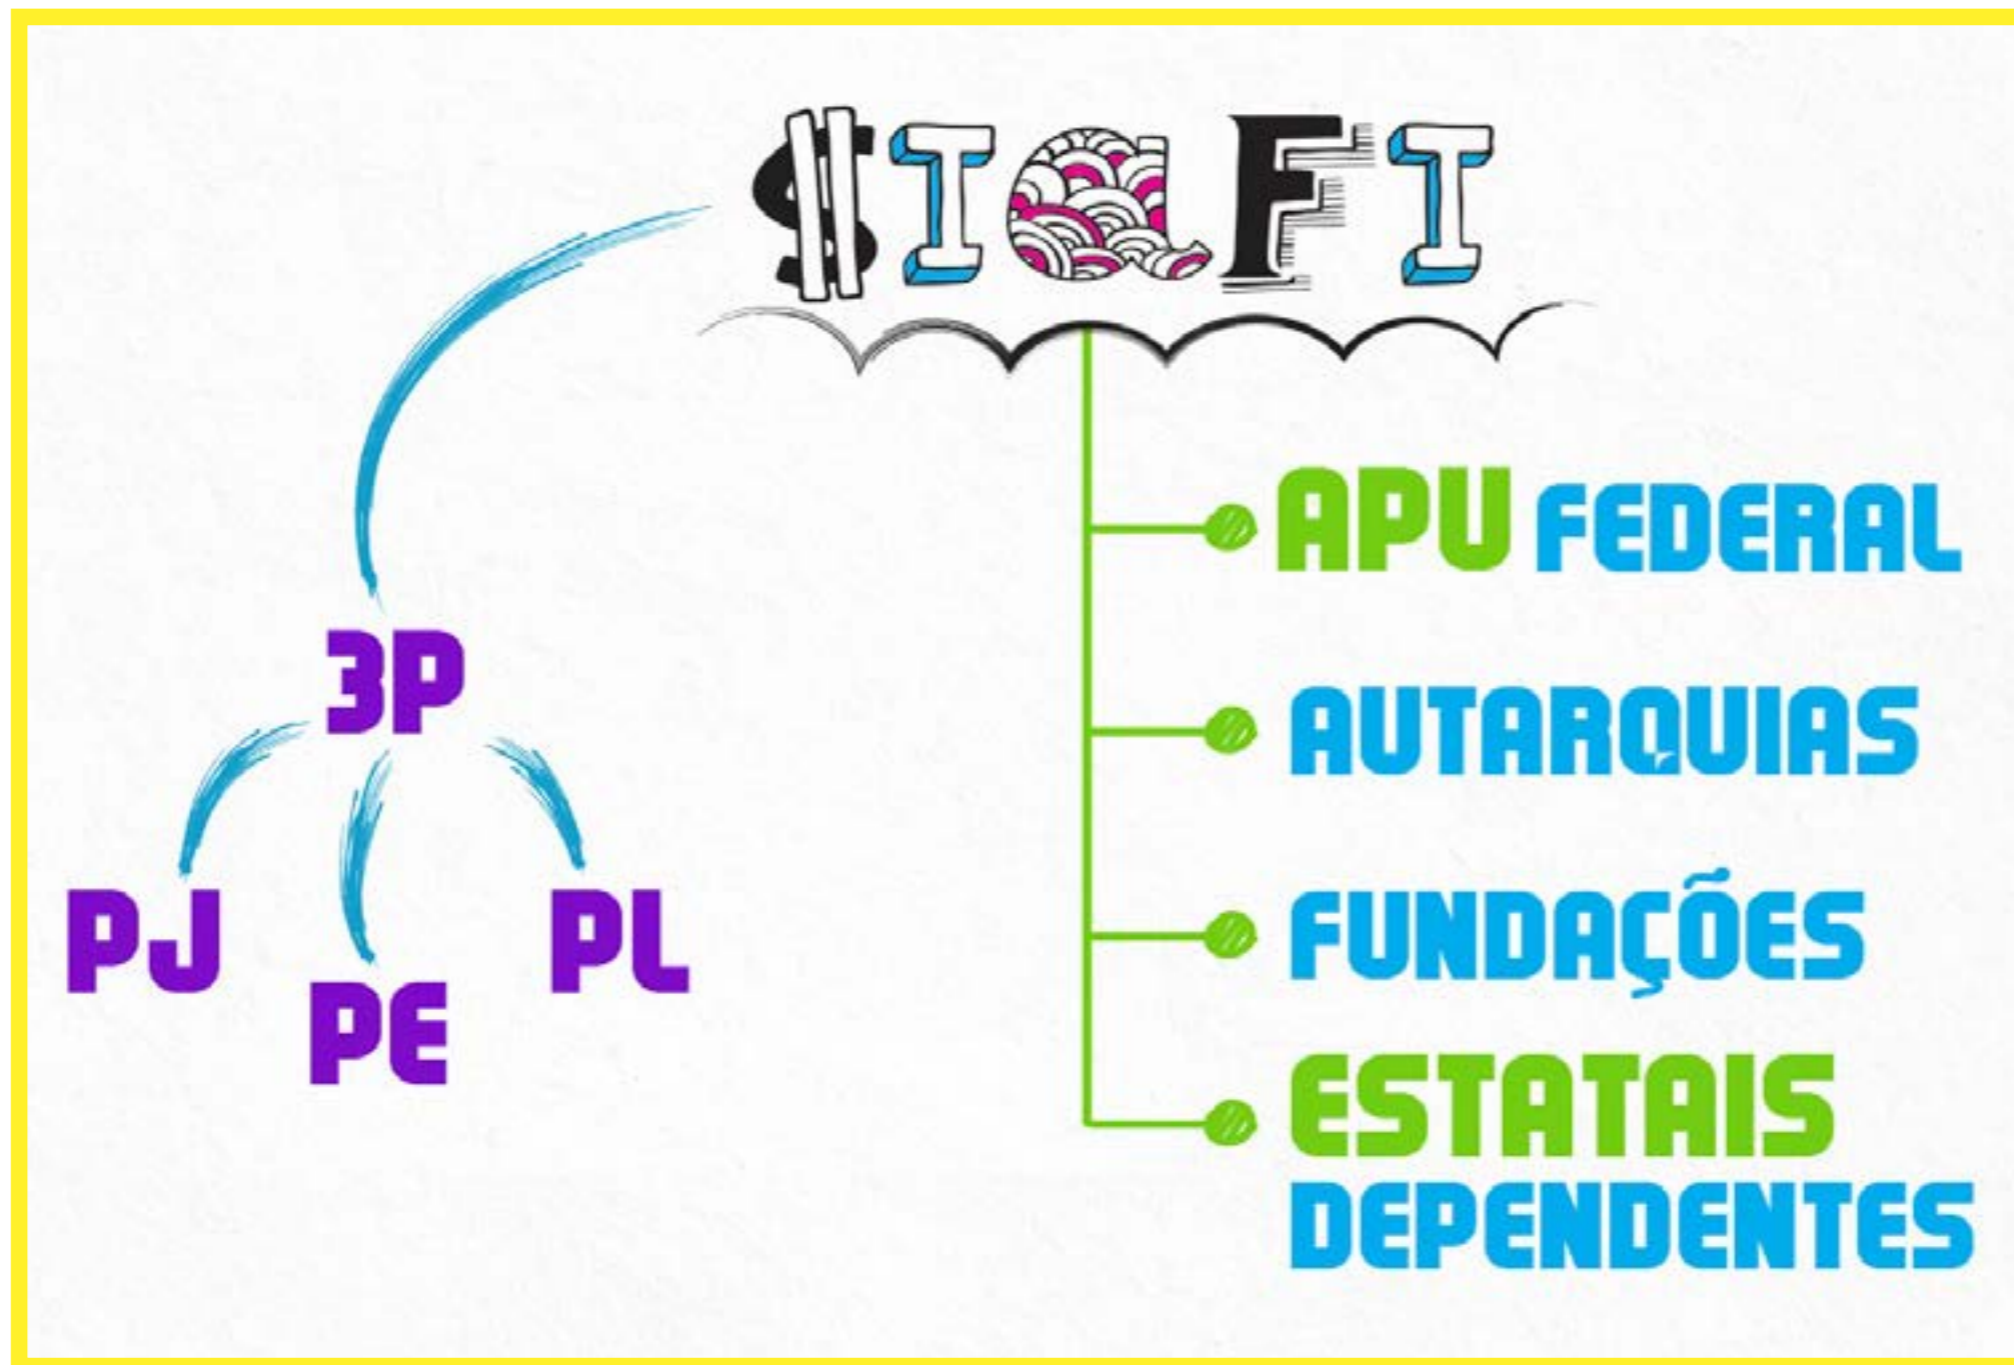 $IaFI
3P
PJ
PE
PL
APU FEDERAL
AUTARQUIAS
FUNDAÇÕES
ESTATAIS
DEPENDENTES